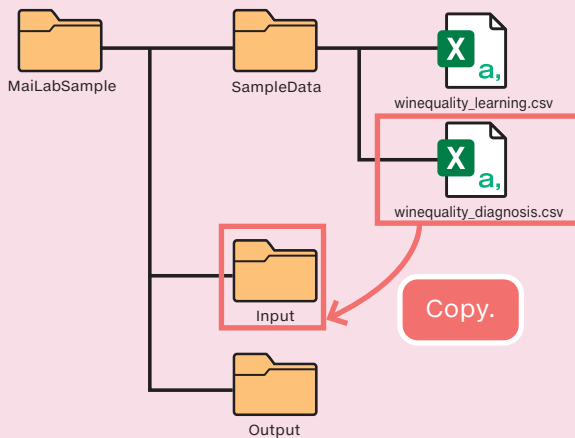 MaiLabSample
SampleData
X
a,
winequality_learning.csv
X
a,
winequality_diagnosis.csv
Input
Copy.
Output